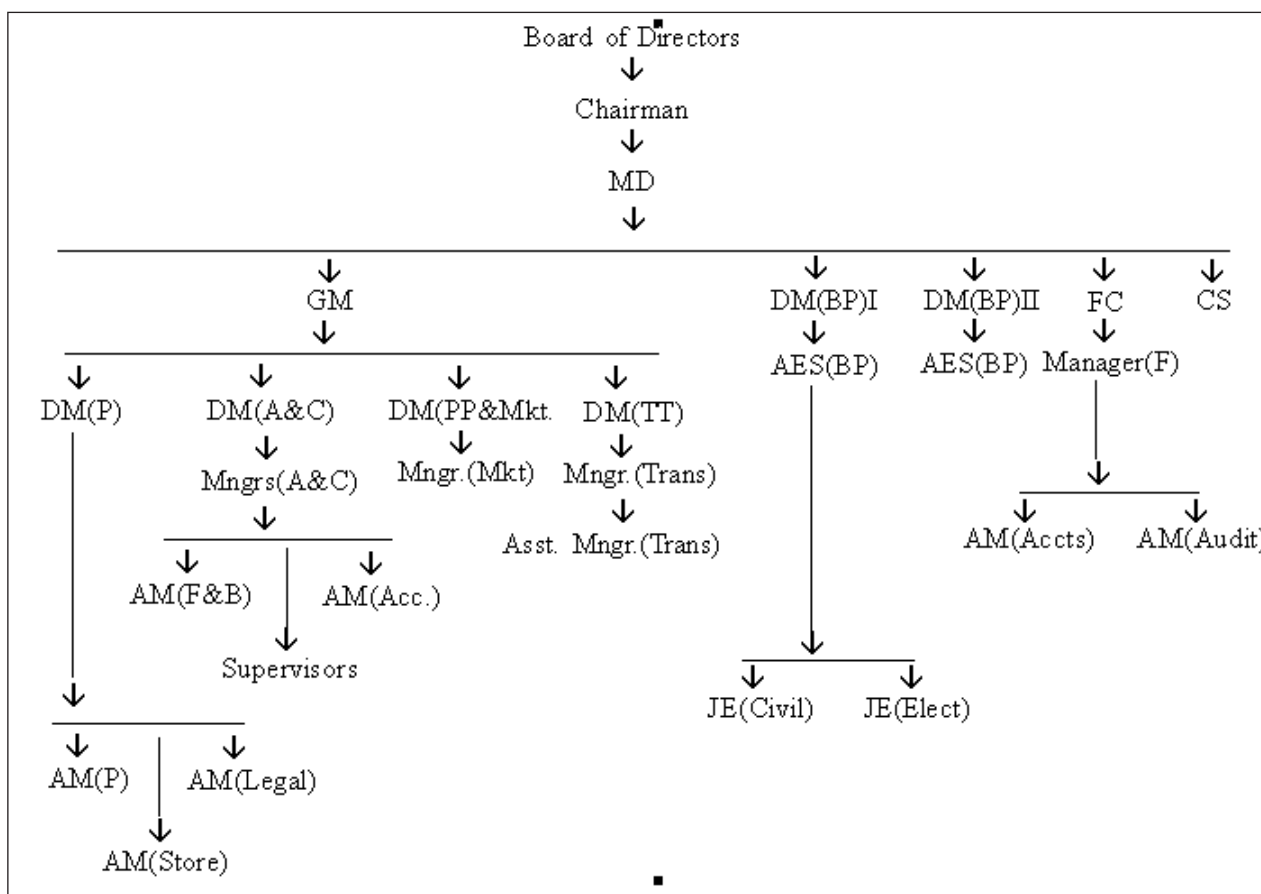 Board of Directors
Chairman
MD
GM
DM(BP)I
DM(BP)II
FC
CS
AES(BP)
AES(BP)
Manager(F)
DM(P)
DM(A&C)
DM(PP&Mkt.
DM(TT)
Mngrs(A&C)
Mngr.(Mkt)
Mngr.(Trans)
Asst. Mngr.(Trans)
AM(Accts)
AM(Audit)
AM(F&B)
AM(Acc.)
Supervisors
JE(Civil)
JE(Elect)
AM(P)
AM(Legal)
AM(Store)